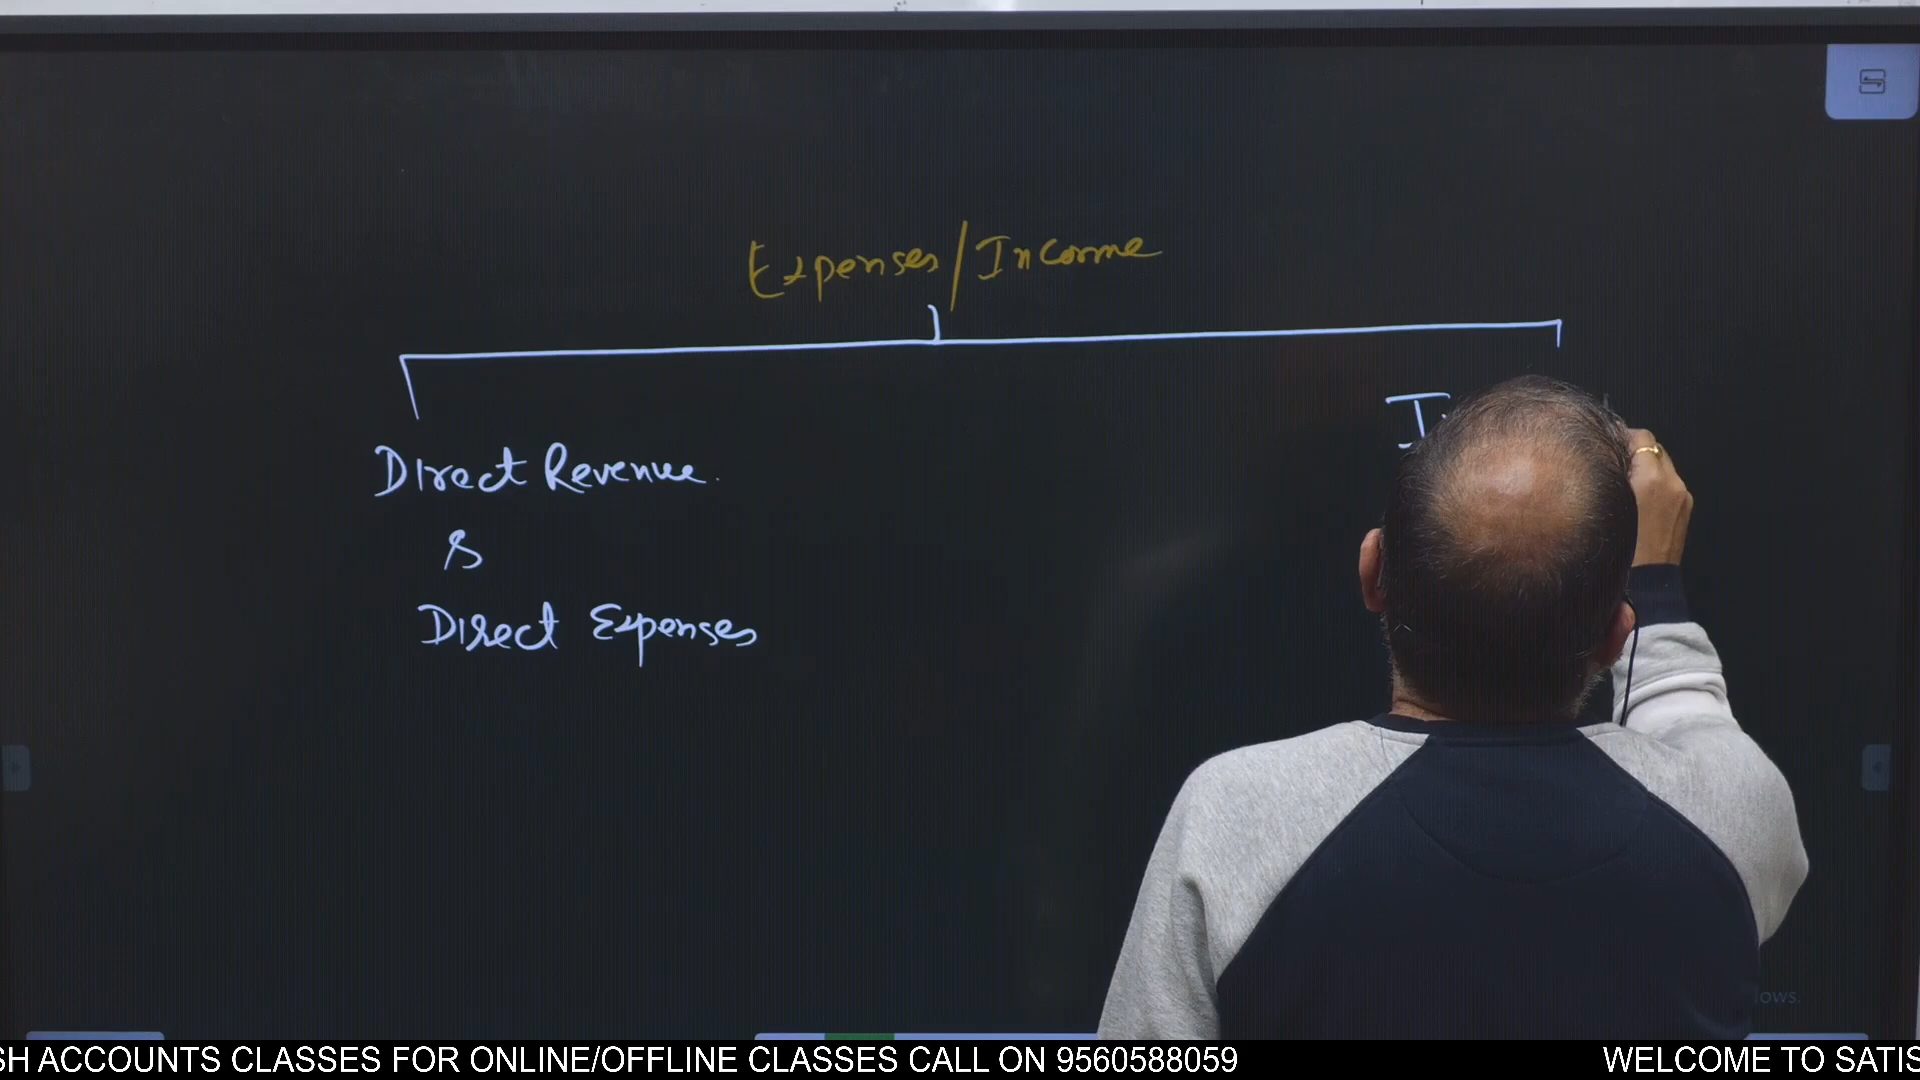 Expenses/Income
Direct Revenue.
&
Direct Expenses
ows.
SH ACCOUNTS CLASSES FOR ONLINE/OFFLINE CLASSES CALL ON 9560588059
WELCOME TO SATIS